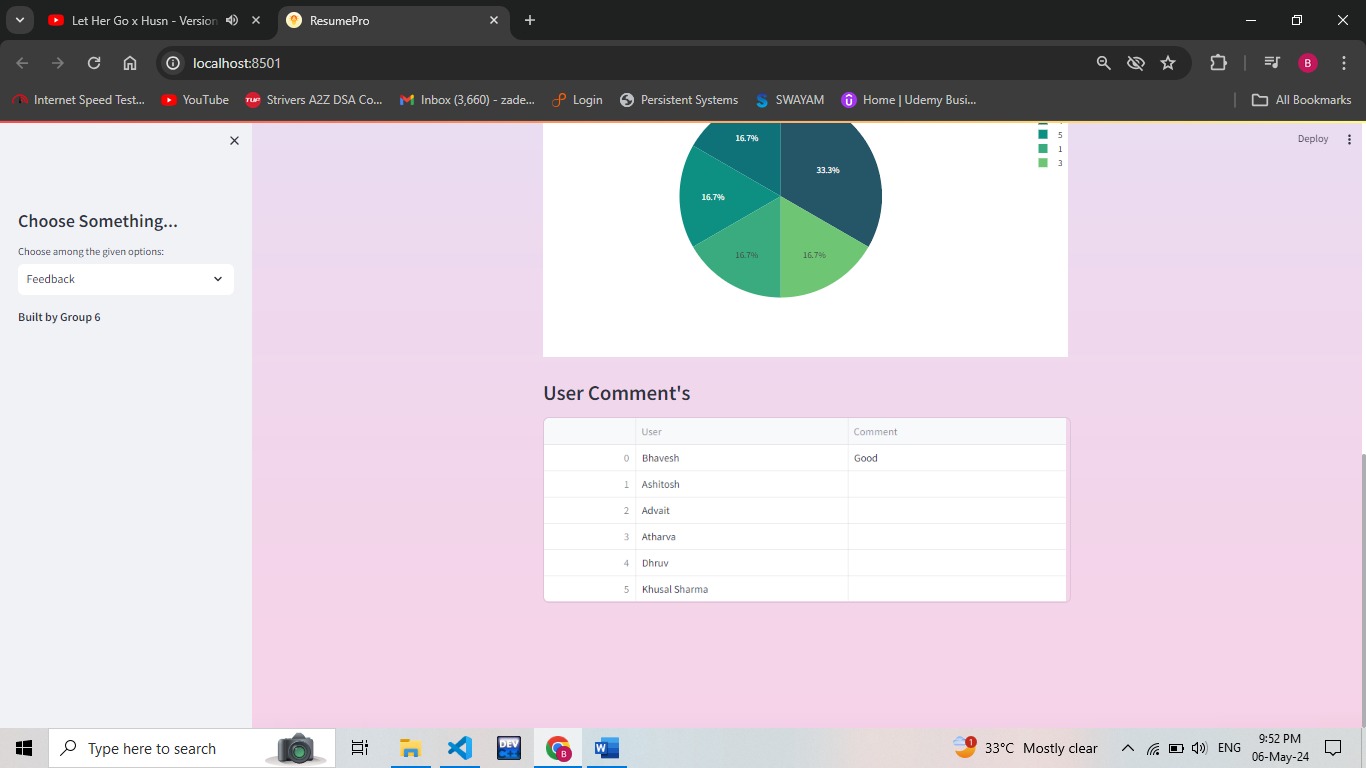 Let Her Go x Husn - Version
ResumePro
localhost:8501
Internet Speed Test...
YouTube
Strivers A2Z DSA Co...
Inbox (3,660) - zade...
Login
Persistent Systems
SWAYAM
Home | Udemy Busi...
All Bookmarks
B
Deploy
Choose Something...
Choose among the given options:
Feedback
Built by Group 6
16.7%
33.3%
16.7%
16.7%
16.7%
5
1
3
User Comment's
User Comment
0 Bhavesh Good
1 Ashitosh
2 Advait
3 Atharva
4 Dhruv
5 Khusal Sharma
Type here to search
DEV
B
W
1
33°C Mostly clear
ENG
9:52 PM
06-May-24